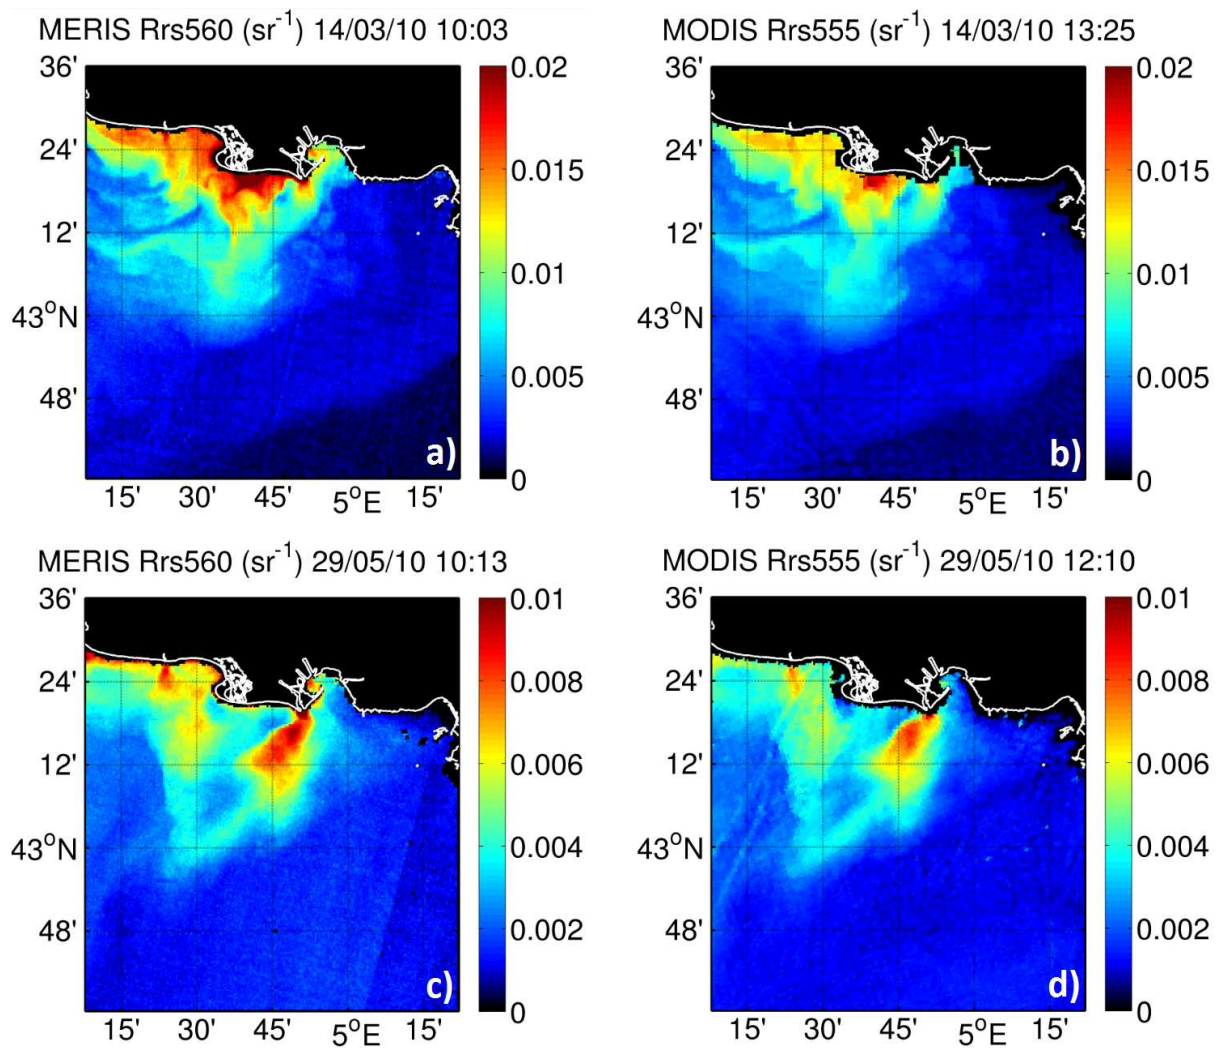 MERIS Rrs560 (sr⁻¹) 14/03/10 10:03
36'
24'
12'
43°N
48'
15' 30' 45' 5°E 15'
0.02
0.015
0.01
0.005
0
a)
MODIS Rrs555 (sr⁻¹) 14/03/10 13:25
36'
24'
12'
43°N
48'
15' 30' 45' 5°E 15'
0.02
0.015
0.01
0.005
0
b)
MERIS Rrs560 (sr⁻¹) 29/05/10 10:13
36'
24'
12'
43°N
48'
15' 30' 45' 5°E 15'
0.01
0.008
0.006
0.004
0.002
0
c)
MODIS Rrs555 (sr⁻¹) 29/05/10 12:10
36'
24'
12'
43°N
48'
15' 30' 45' 5°E 15'
0.01
0.008
0.006
0.004
0.002
0
d)